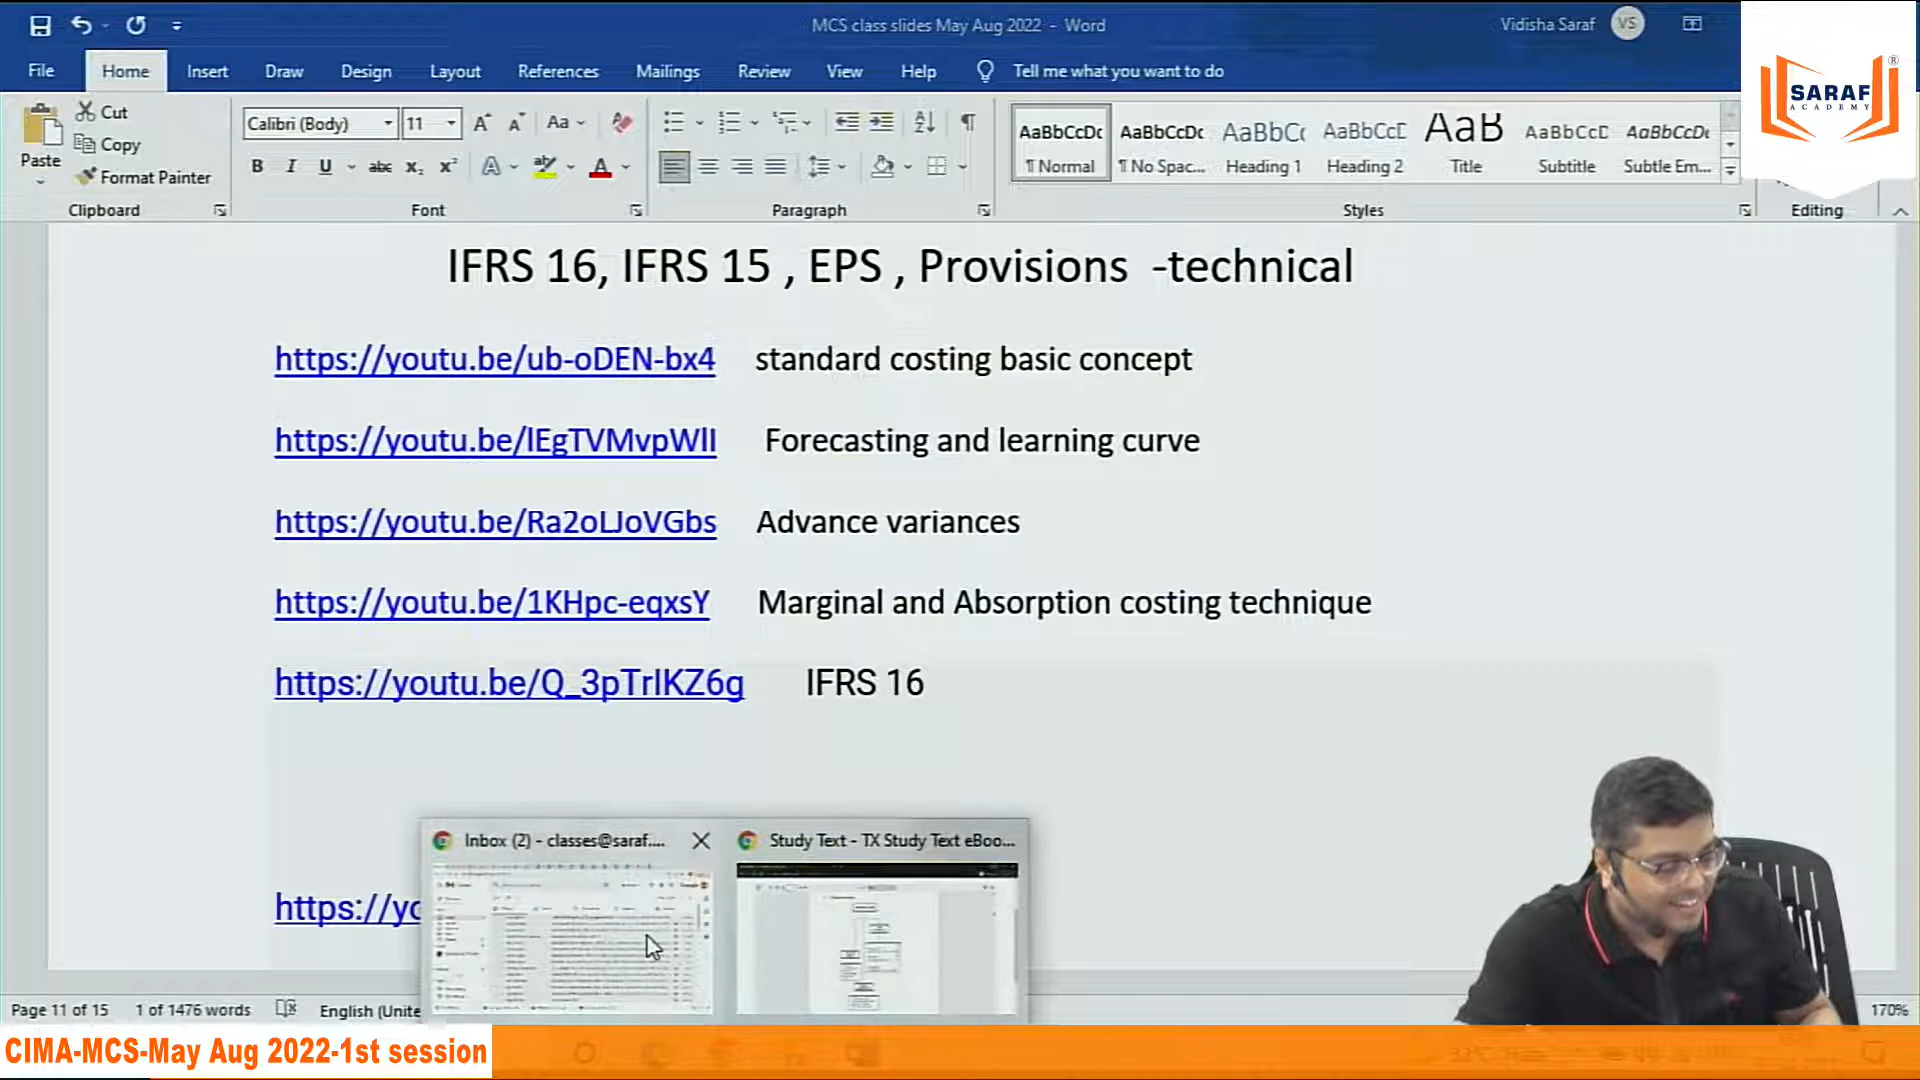 MCS class slides May Aug 2022 - Word
Vidisha Saraf VS
File Home Insert Draw Design Layout References Mailings Review View Help Tell me what you want to do
SARAF
ACADEMY
®
Cut
Copy
Format Painter
Paste
Calibri (Body) 11
AaBbCcDc ¶ Normal
AaBbCcDc ¶ No Spac...
AaBbCc Heading 1
AaBbCcD Heading 2
AaB Title
AaBbCcD Subtitle
AaBbCcDc Subtle Em...
Clipboard Font Paragraph Styles Editing
IFRS 16, IFRS 15 , EPS , Provisions -technical
https://youtu.be/ub-oDEN-bx4 standard costing basic concept
https://youtu.be/lEgTVMvpWlI Forecasting and learning curve
https://youtu.be/Ra2oLJoVGbs Advance variances
https://youtu.be/1KHpc-eqxsY Marginal and Absorption costing technique
https://youtu.be/Q_3pTrlKZ6g IFRS 16
Inbox (2) - classes@saraf....
Study Text - TX Study Text eBoo...
https://yo
Page 11 of 15 1 of 1476 words English (Unite 170%
CIMA-MCS-May Aug 2022-1st session